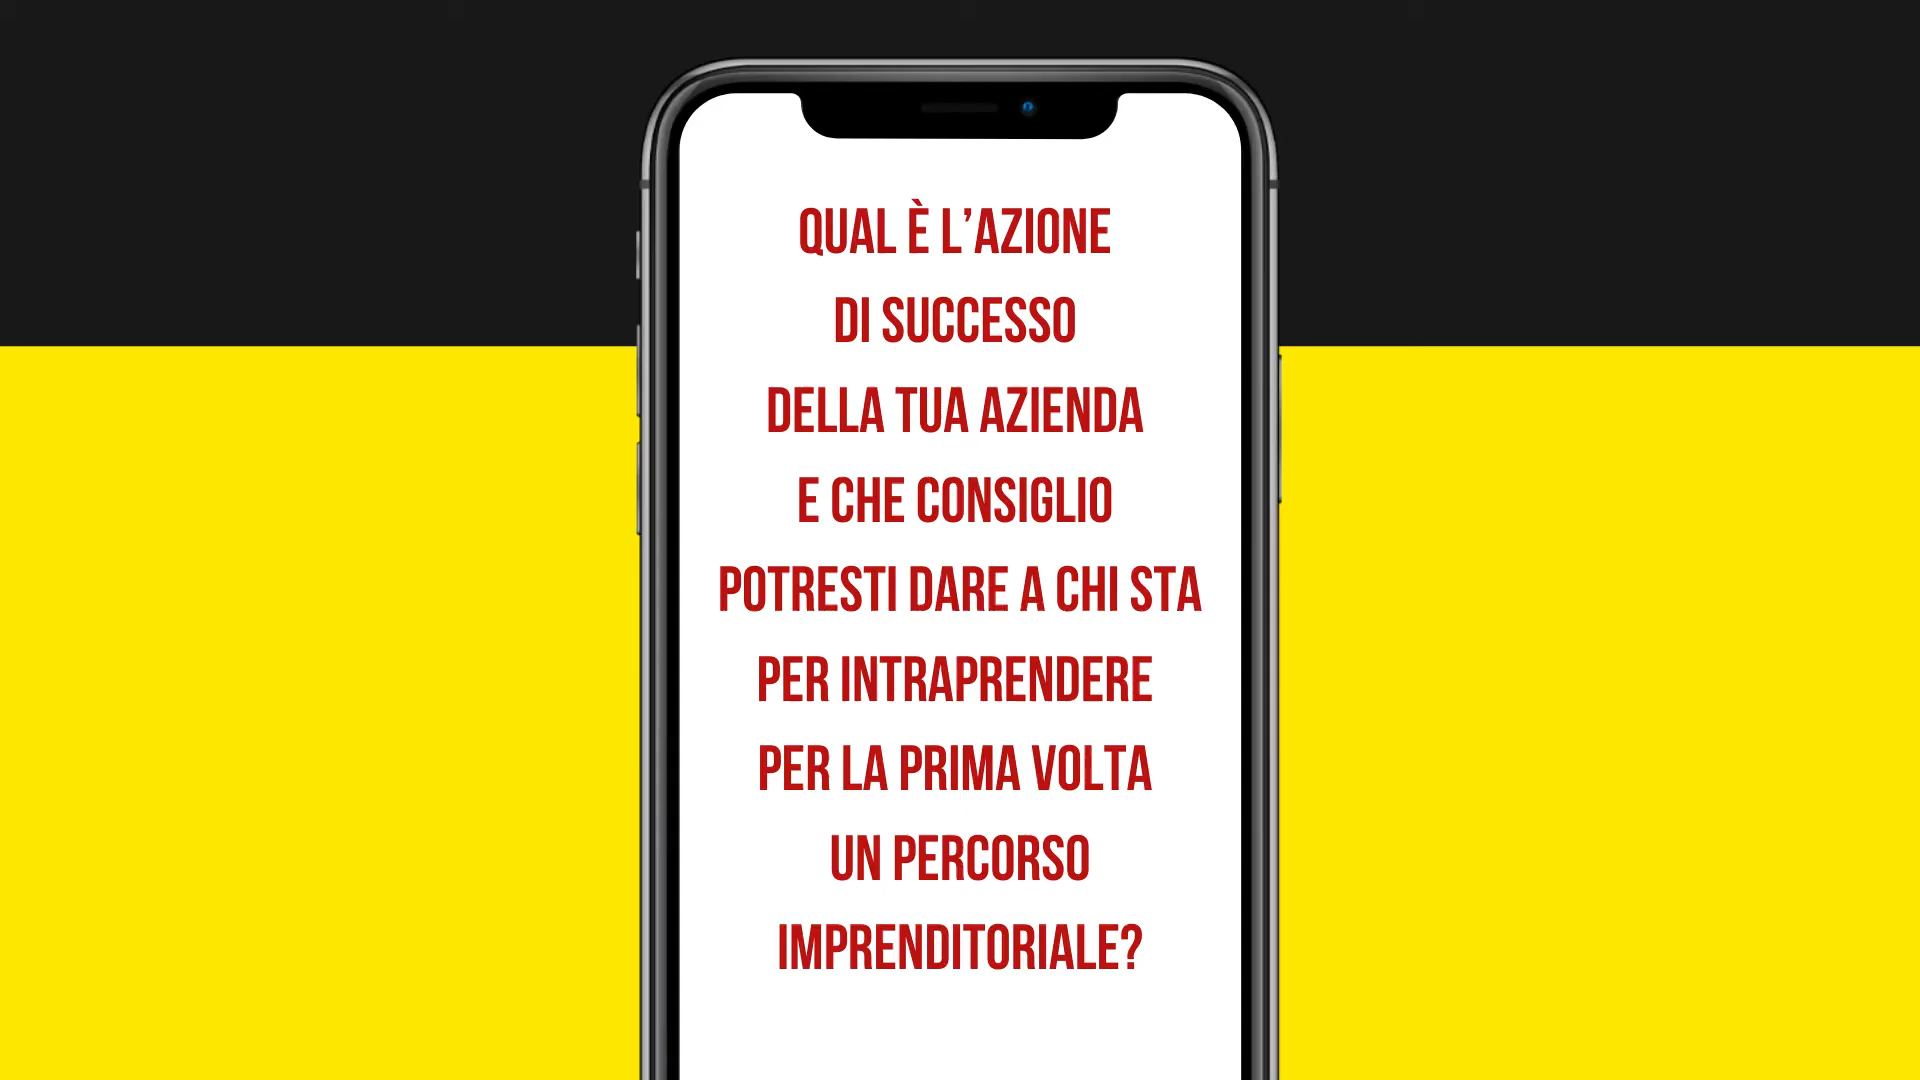 QUAL È L’AZIONE
DI SUCCESSO
DELLA TUA AZIENDA
E CHE CONSIGLIO
POTRESTI DARE A CHI STA
PER INTRAPRENDERE
PER LA PRIMA VOLTA
UN PERCORSO
IMPRENDITORIALE?